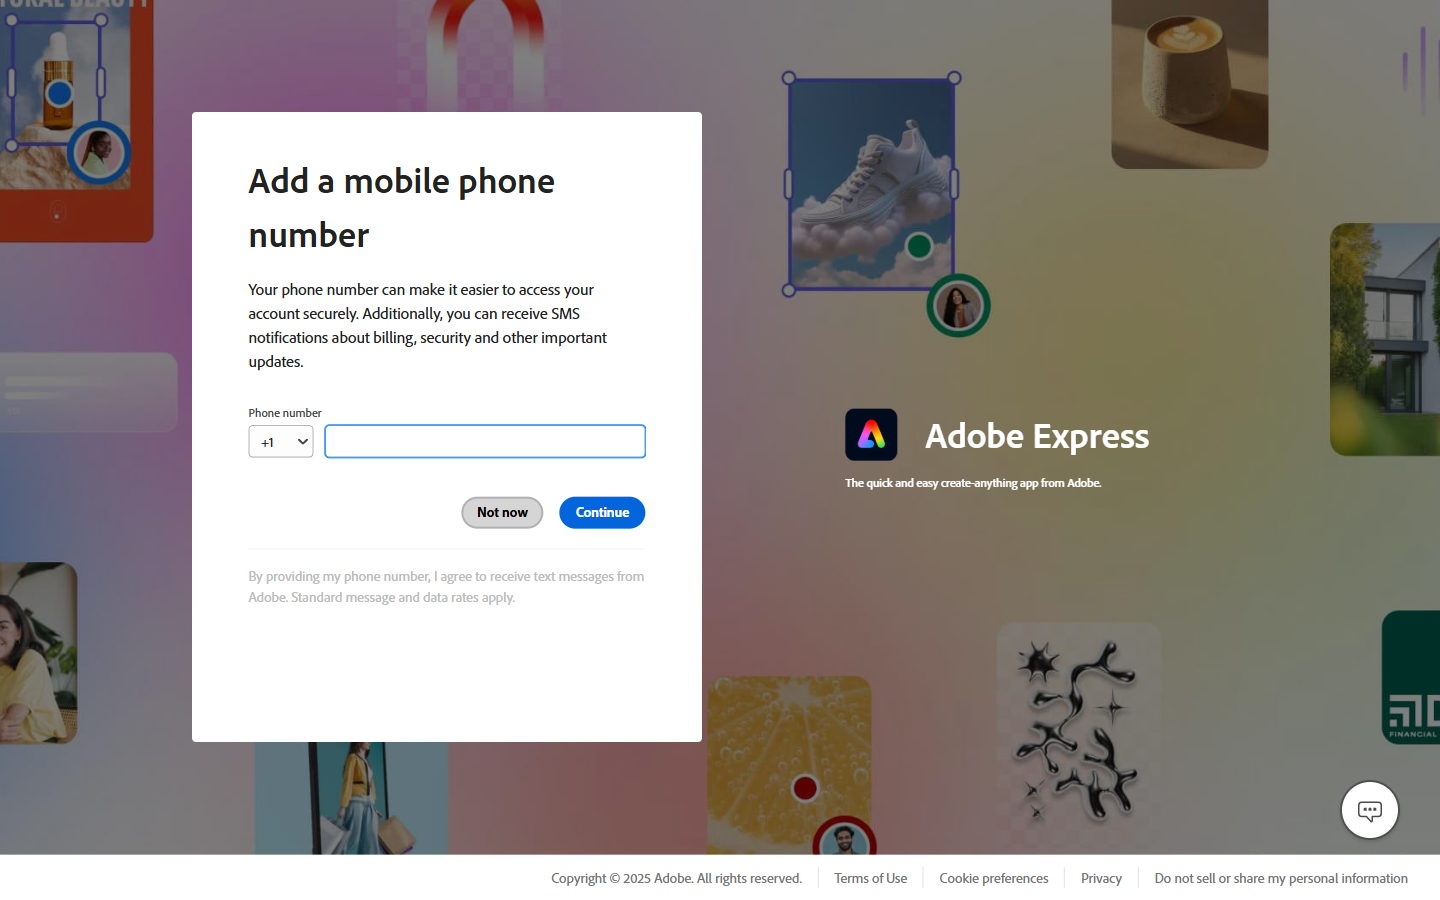 Add a mobile phone
number
Your phone number can make it easier to access your
account securely. Additionally, you can receive SMS
notifications about billing, security and other important
updates.
Phone number
+1
Not now
Continue
By providing my phone number, I agree to receive text messages from
Adobe. Standard message and data rates apply.
Adobe Express
The quick and easy create-anything app from Adobe.
FINANCIAL
Copyright © 2025 Adobe. All rights reserved.
Terms of Use
Cookie preferences
Privacy
Do not sell or share my personal information